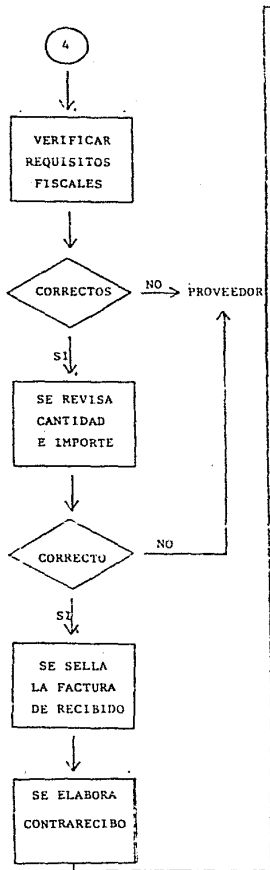 4
VERIFICAR
REQUISITOS
FISCALES
CORRECTOS
NO
PROVEEDOR
SI
SE REVISA
CANTIDAD
E IMPORTE
CORRECTO
NO
SI
SE SELLA
LA FACTURA
DE RECIBIDO
SE ELABORA
CONTRARECIBO